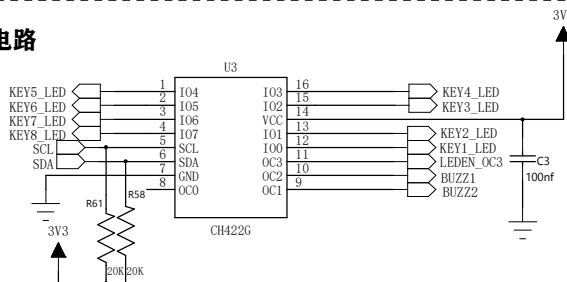 电路
3V
U3
KEY5_LED 1 IO4 IO3 16 KEY4_LED
KEY6_LED 2 IO5 IO2 15 KEY3_LED
KEY7_LED 3 IO6 VCC 14
KEY8_LED 4 IO7 IO1 13 KEY2_LED
SCL 5 SCL IO0 12 KEY1_LED
SDA 6 SDA OC3 11 LEDEN_OC3
7 GND OC2 10 BUZZ1
8 OC0 OC1 9 BUZZ2
C3
100nf
R61
R58
3V3
CH422G
20K
20K